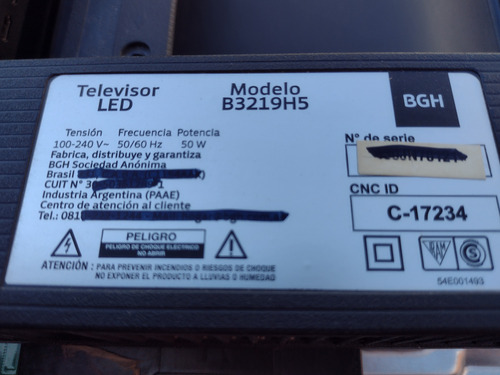 Televisor
LED
Modelo
B3219H5
BGH
Tensión Frecuencia Potencia
100-240 V~ 50/60 Hz 50 W
Fabrica, distribuye y garantiza
BGH Sociedad Anónima
Brasil
CUIT N° 3
Industria Argentina (PAAE)
Centro de atención al cliente
Tel.: 081
N° de serie
CNC ID
C-17234
PELIGRO
PELIGRO DE CHOQUE ELECTRICO
NO ABRIR
ATENCIÓN : PARA PREVENIR INCENDIOS O RIESGOS DE CHOQUE
NO EXPONER EL PRODUCTO A LLUVIAS O HUMEDAD
54E001493